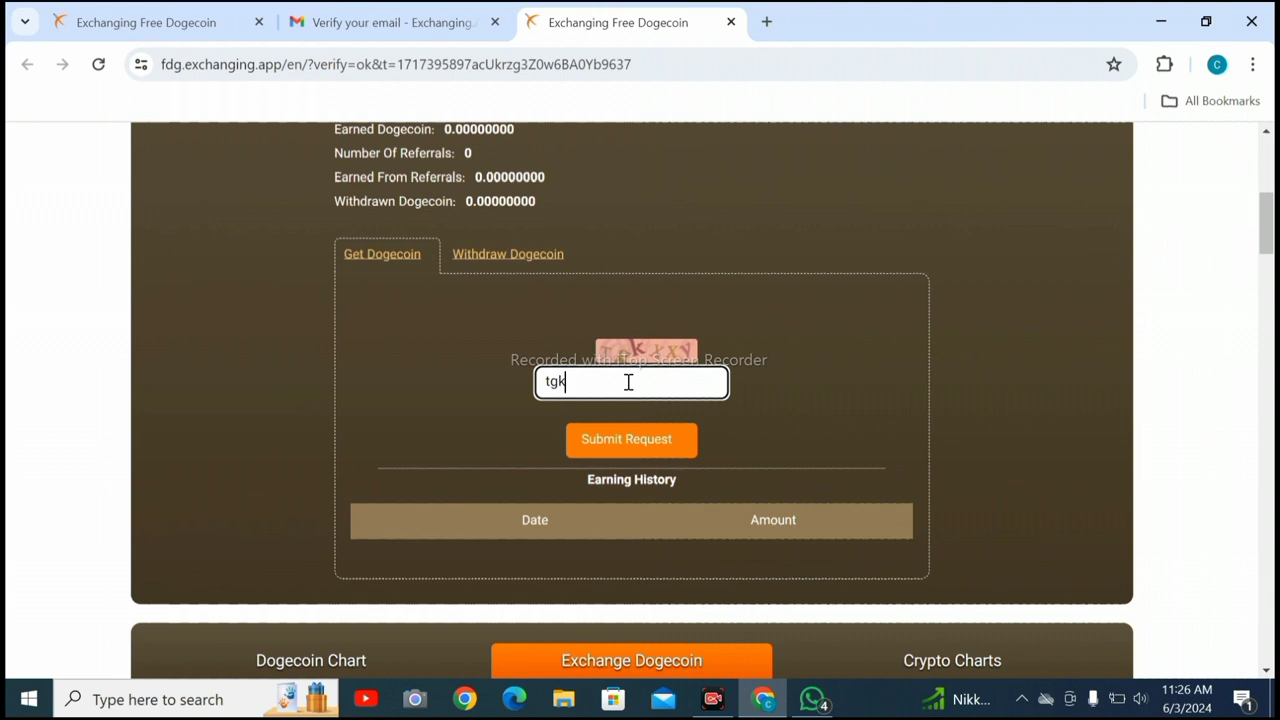 Exchanging Free Dogecoin
Verify your email - Exchanging.
Exchanging Free Dogecoin
fdg.exchanging.app/en/?verify=ok&t=1717395897acUkrzg3Z0w6BA0Yb9637
C
All Bookmarks
Earned Dogecoin: 0.00000000
Number Of Referrals: 0
Earned From Referrals: 0.00000000
Withdrawn Dogecoin: 0.00000000
Get Dogecoin
Withdraw Dogecoin
Recorded with iTop Screen Recorder
tgk
Submit Request
Earning History
Date Amount
Dogecoin Chart
Exchange Dogecoin
Crypto Charts
Type here to search
C
4
Nikk...
11:26 AM
6/3/2024
1